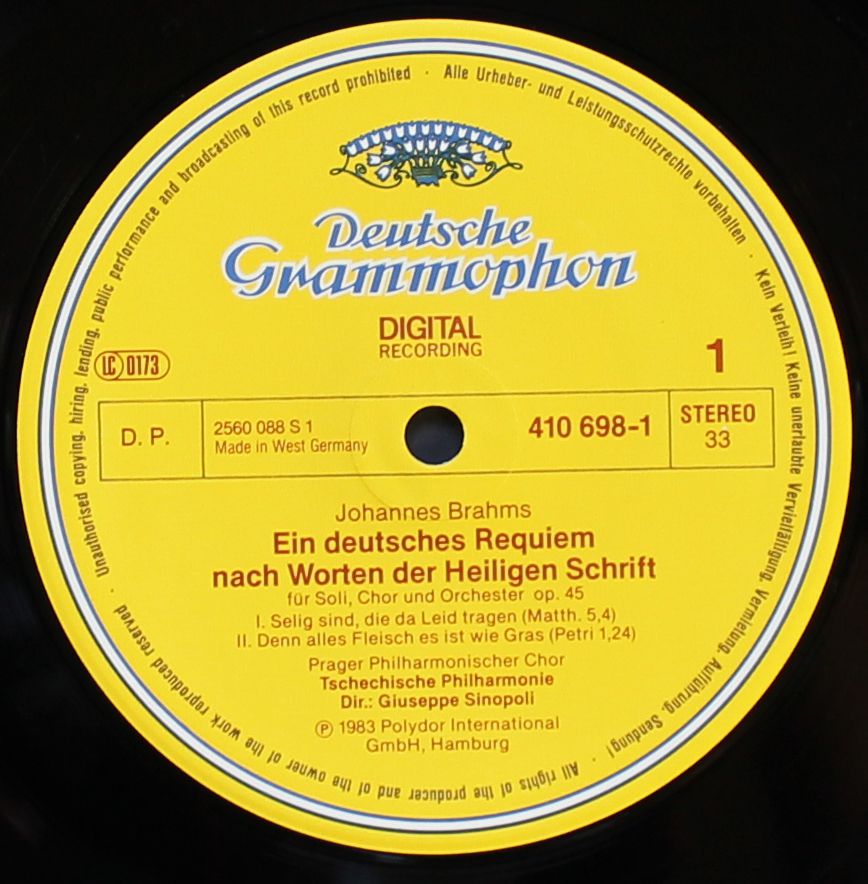 Deutsche
Grammophon
DIGITAL
RECORDING
1
LC 0173
D. P.
2560 088 S 1
Made in West Germany
410 698-1
STEREO
33
Johannes Brahms
Ein deutsches Requiem
nach Worten der Heiligen Schrift
für Soli, Chor und Orchester op. 45
I. Selig sind, die da Leid tragen (Matth. 5,4)
II. Denn alles Fleisch es ist wie Gras (Petri 1,24)
Prager Philharmonischer Chor
Tschechische Philharmonie
Dir.: Giuseppe Sinopoli
℗ 1983 Polydor International
GmbH, Hamburg
Alle Urheber- und Leistungsschutzrechte vorbehalten · Kein Verleih! Keine unerlaubte Vervielfältigung, Vermietung, Aufführung, Sendung! · All rights of the producer and of the owner of the work reproduced reserved · Unauthorised copying, hiring, lending, public performance and broadcasting of this record prohibited ·